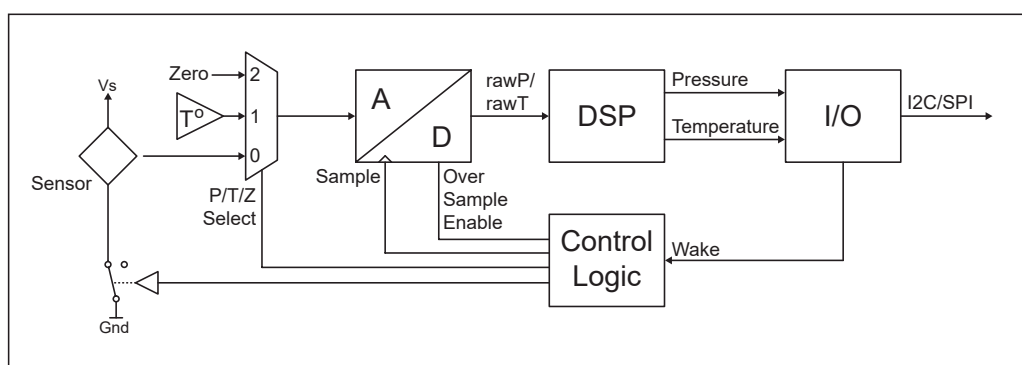 Vs
Sensor
Gnd
Zero
T°
2
1
0
P/T/Z
Select
A
D
Sample
Over
Sample
Enable
rawP/
rawT
DSP
Pressure
Temperature
I/O
I2C/SPI
Control
Logic
Wake